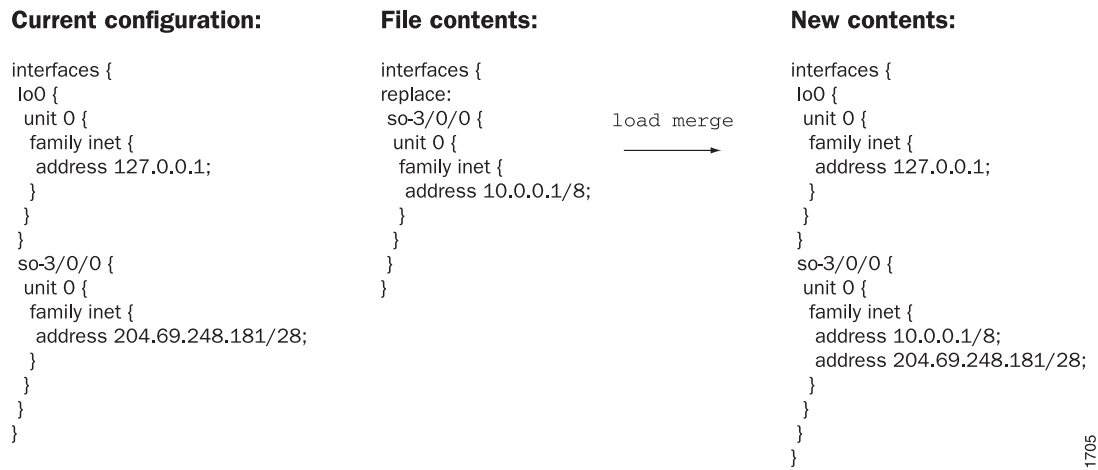 Current configuration:
interfaces {
lo0 {
unit 0 {
family inet {
address 127.0.0.1;
}
}
}
so-3/0/0 {
unit 0 {
family inet {
address 204.69.248.181/28;
}
}
}
}
File contents:
interfaces {
replace:
so-3/0/0 {
unit 0 {
family inet {
address 10.0.0.1/8;
}
}
}
}
load merge
New contents:
interfaces {
lo0 {
unit 0 {
family inet {
address 127.0.0.1;
}
}
}
so-3/0/0 {
unit 0 {
family inet {
address 10.0.0.1/8;
address 204.69.248.181/28;
}
}
}
}
1705